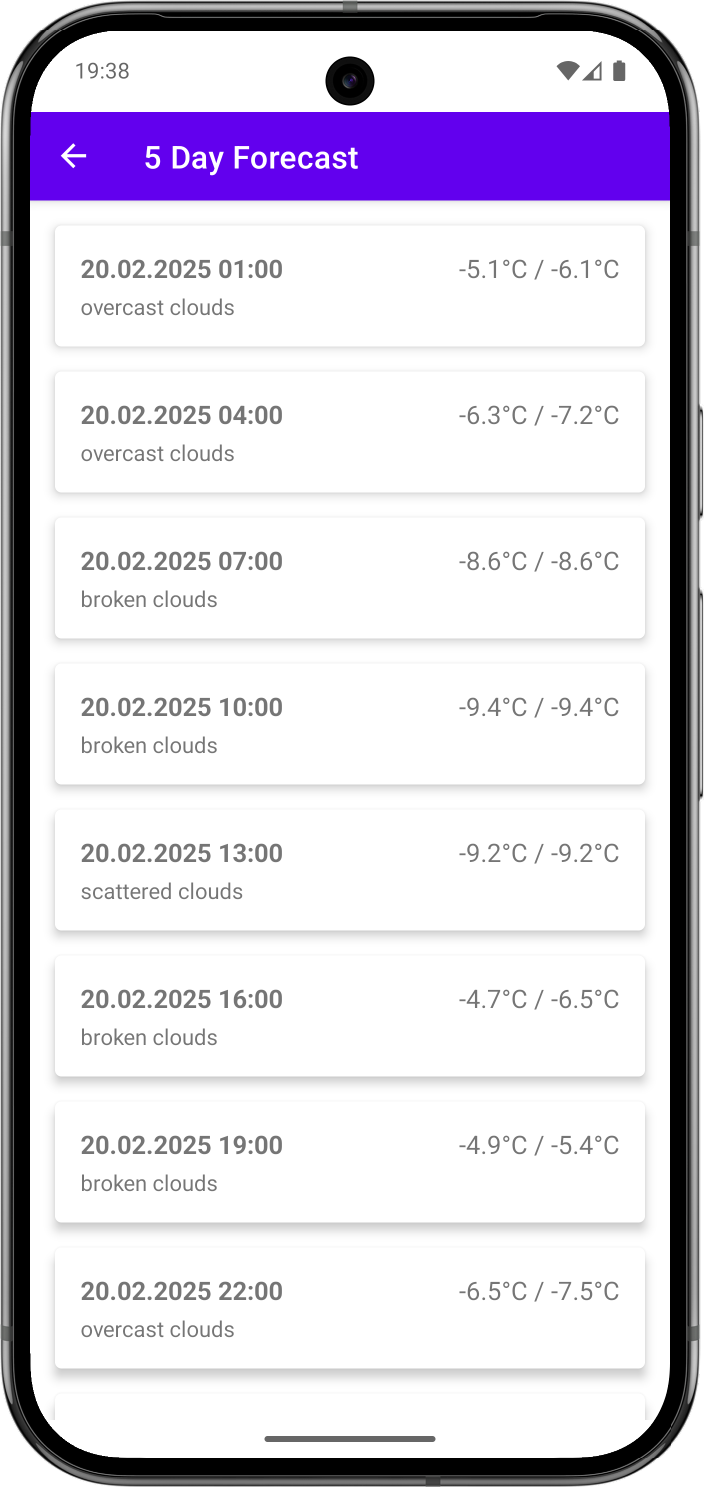 19:38
5 Day Forecast
20.02.2025 01:00 -5.1°C / -6.1°C
overcast clouds
20.02.2025 04:00 -6.3°C / -7.2°C
overcast clouds
20.02.2025 07:00 -8.6°C / -8.6°C
broken clouds
20.02.2025 10:00 -9.4°C / -9.4°C
broken clouds
20.02.2025 13:00 -9.2°C / -9.2°C
scattered clouds
20.02.2025 16:00 -4.7°C / -6.5°C
broken clouds
20.02.2025 19:00 -4.9°C / -5.4°C
broken clouds
20.02.2025 22:00 -6.5°C / -7.5°C
overcast clouds